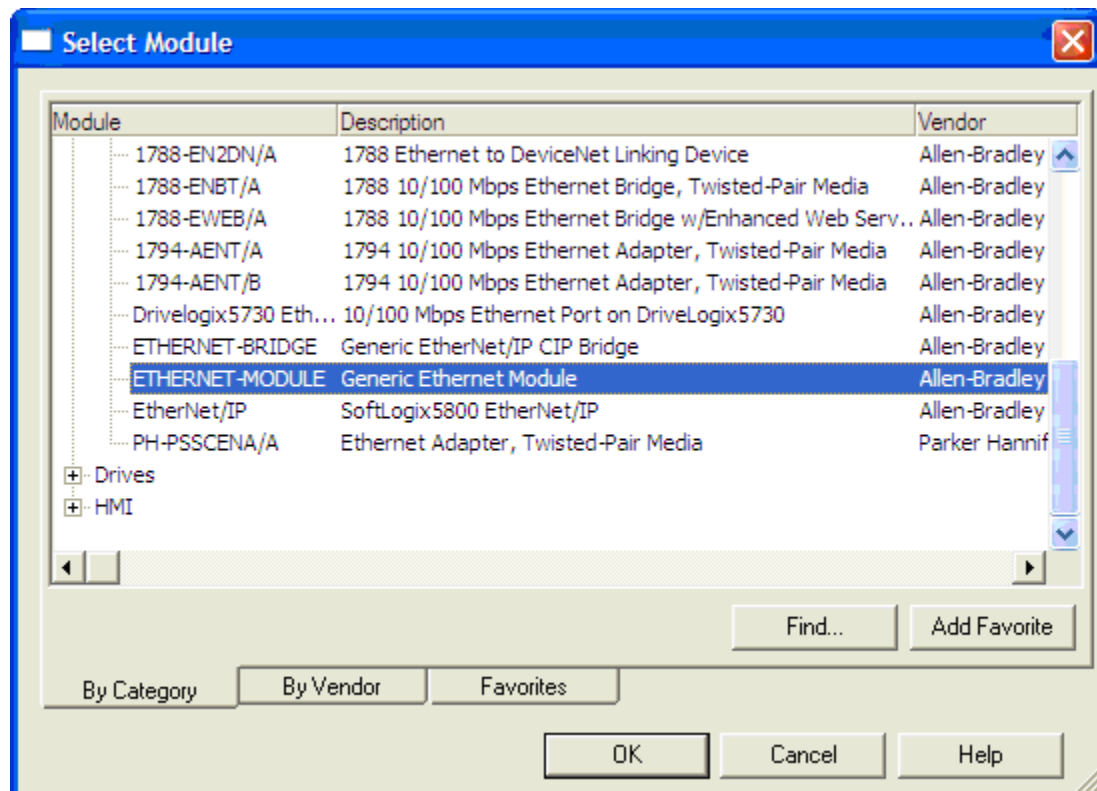 Select Module
Module Description Vendor
1788-EN2DN/A 1788 Ethernet to DeviceNet Linking Device Allen-Bradley
1788-ENBT/A 1788 10/100 Mbps Ethernet Bridge, Twisted-Pair Media Allen-Bradley
1788-EWEB/A 1788 10/100 Mbps Ethernet Bridge w/Enhanced Web Serv... Allen-Bradley
1794-AENT/A 1794 10/100 Mbps Ethernet Adapter, Twisted-Pair Media Allen-Bradley
1794-AENT/B 1794 10/100 Mbps Ethernet Adapter, Twisted-Pair Media Allen-Bradley
Drivelogix5730 Eth... 10/100 Mbps Ethernet Port on DriveLogix5730 Allen-Bradley
ETHERNET-BRIDGE Generic EtherNet/IP CIP Bridge Allen-Bradley
ETHERNET-MODULE Generic Ethernet Module Allen-Bradley
EtherNet/IP SoftLogix5800 EtherNet/IP Allen-Bradley
PH-PSSCENA/A Ethernet Adapter, Twisted-Pair Media Parker Hannif
Drives
HMI
Find... Add Favorite
By Category By Vendor Favorites
OK Cancel Help